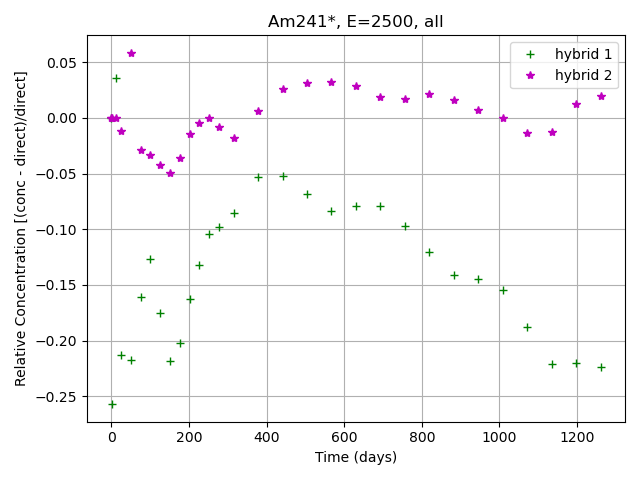 Am241*, E=2500, all
hybrid 1
hybrid 2
Relative Concentration [(conc - direct)/direct]
0.05
0.00
−0.05
−0.10
−0.15
−0.20
−0.25
0 200 400 600 800 1000 1200
Time (days)